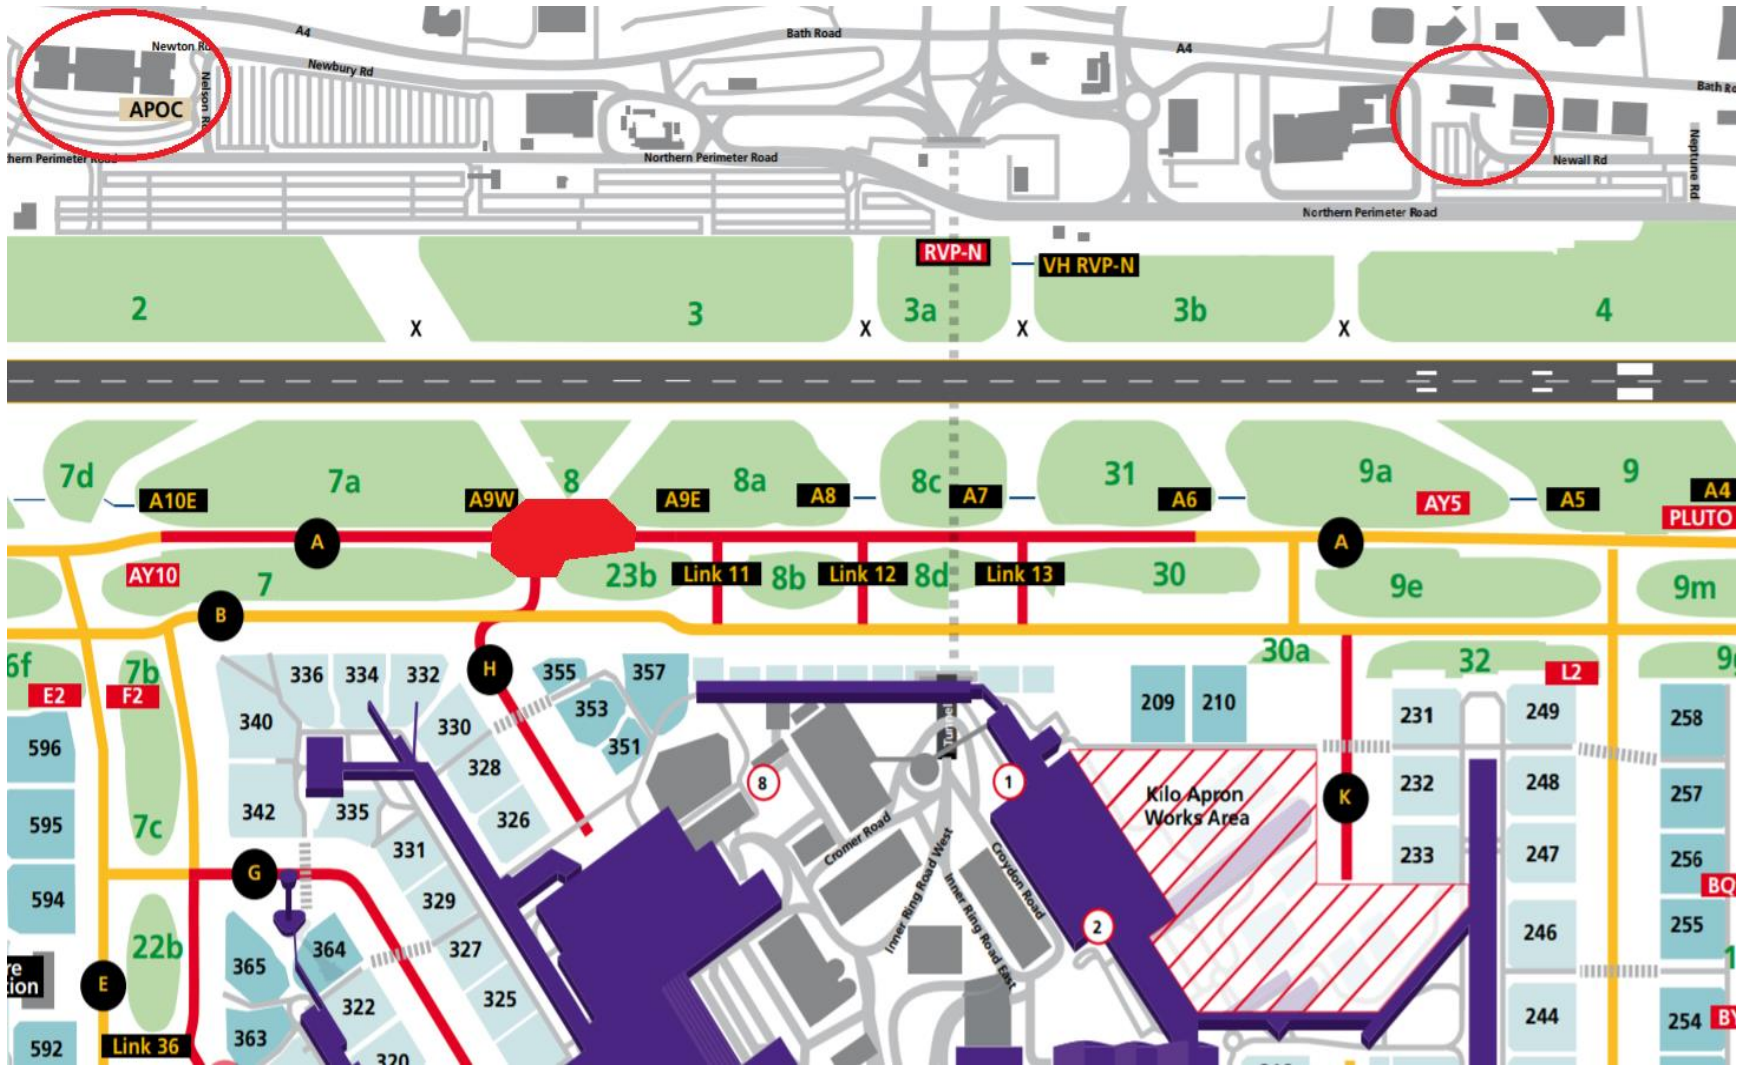 A4
Bath Road
A4
Newton Rd
Newbury Rd
Nelson Rd
APOC
Bath
Northern Perimeter Road
Newall Rd
Neptune Rd
Northern Perimeter Road
RVP-N
VH RVP-N
2
3
3a
3b
4
X
X
X
X
7d
7a
8
8a
8c
31
9a
9
A10E
A9W
A9E
A8
A7
A6
AY5
A5
A4
PLUTO
A
A
AY10
7
23b
Link 11
8b
Link 12
8d
Link 13
30
9e
9m
B
6f
7b
E2
F2
H
30a
32
L2
336
334
332
355
357
353
351
340
330
328
326
342
335
331
329
327
325
596
595
594
592
7c
G
22b
365
364
363
322
320
E
Link 36
Tunnel
8
1
2
Cromer Road
Inner Ring Road West
Inner Ring Road East
Croydon Road
209
210
Kilo Apron
Works Area
K
231
232
233
249
248
247
246
244
258
257
256
BQ
255
254